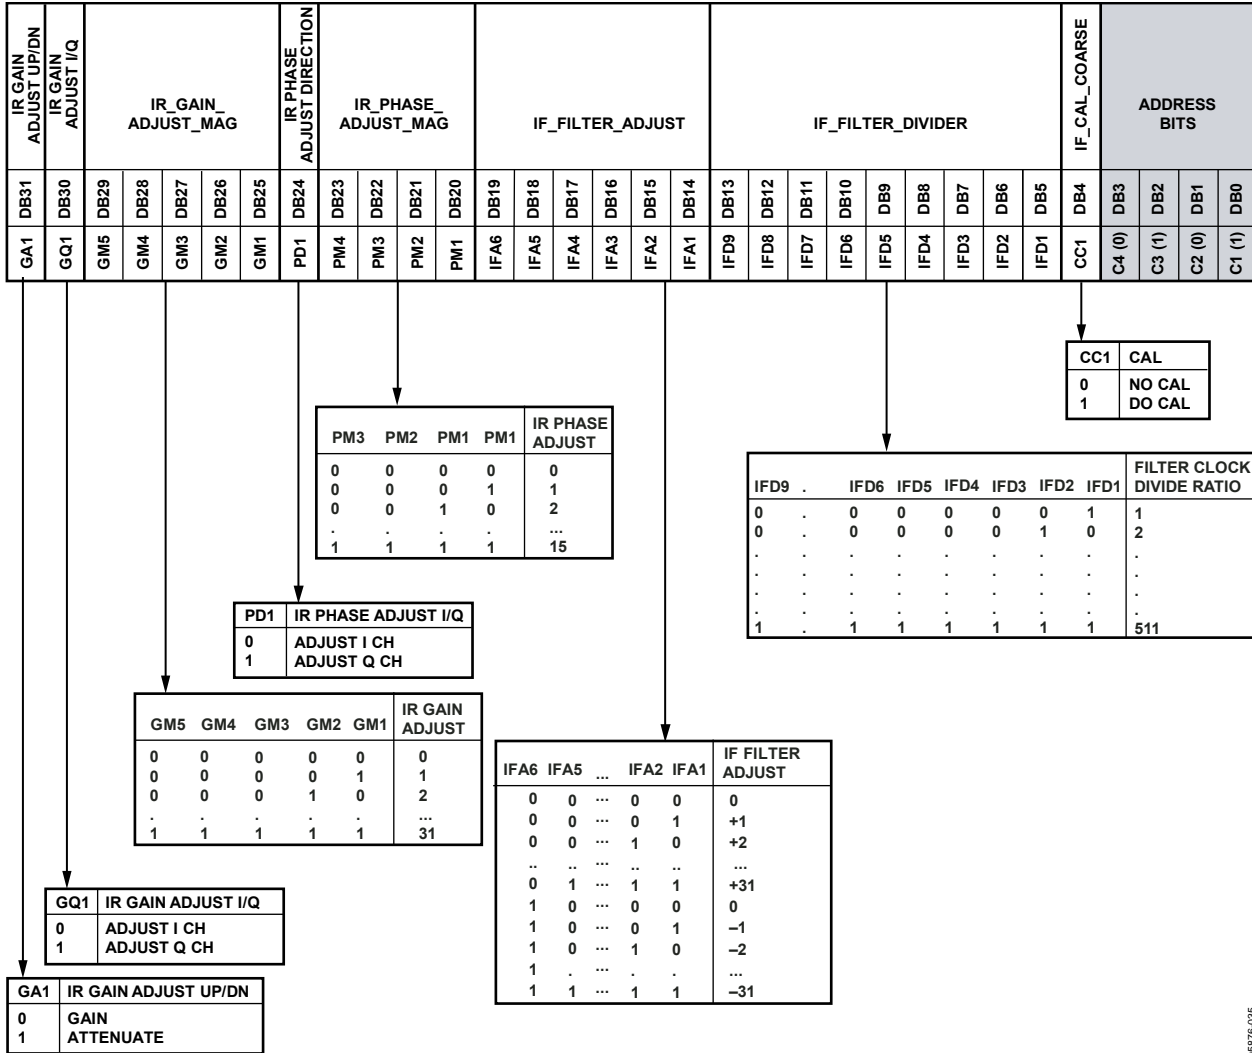 IR GAIN
ADJUST UP/DN
IR GAIN
ADJUST I/Q
IR_GAIN_
ADJUST_MAG
IR PHASE
ADJUST DIRECTION
IR_PHASE_
ADJUST_MAG
IF_FILTER_ADJUST
IF_FILTER_DIVIDER
IF_CAL_COARSE
ADDRESS
BITS
DB31 DB30 DB29 DB28 DB27 DB26 DB25 DB24 DB23 DB22 DB21 DB20 DB19 DB18 DB17 DB16 DB15 DB14 DB13 DB12 DB11 DB10 DB9 DB8 DB7 DB6 DB5 DB4 DB3 DB2 DB1 DB0
GA1 GQ1 GM5 GM4 GM3 GM2 GM1 PD1 PM4 PM3 PM2 PM1 IFA6 IFA5 IFA4 IFA3 IFA2 IFA1 IFD9 IFD8 IFD7 IFD6 IFD5 IFD4 IFD3 IFD2 IFD1 CC1 C4 (0) C3 (1) C2 (0) C1 (1)
CC1 CAL
0 NO CAL
1 DO CAL
PM3 PM2 PM1 PM1 IR PHASE
ADJUST
0 0 0 0 0
0 0 0 1 1
0 0 1 0 2
. . . . ...
1 1 1 1 15
IFD9 . IFD6 IFD5 IFD4 IFD3 IFD2 IFD1 FILTER CLOCK
DIVIDE RATIO
0 . 0 0 0 0 0 1 1
0 . 0 0 0 0 1 0 2
. . . . . . . . .
. . . . . . . . .
. . . . . . . . .
. . . . . . . . .
1 . 1 1 1 1 1 1 511
PD1 IR PHASE ADJUST I/Q
0 ADJUST I CH
1 ADJUST Q CH
GM5 GM4 GM3 GM2 GM1 IR GAIN
ADJUST
0 0 0 0 0 0
0 0 0 0 1 1
0 0 0 1 0 2
. . . . . ...
1 1 1 1 1 31
IFA6 IFA5 ... IFA2 IFA1 IF FILTER
ADJUST
0 0 ... 0 0 0
0 0 ... 0 1 +1
0 0 ... 1 0 +2
.. .. ... .. .. ...
0 1 ... 1 1 +31
1 0 ... 0 0 0
1 0 ... 0 1 –1
1 0 ... 1 0 –2
1 . ... . . ...
1 1 ... 1 1 –31
GQ1 IR GAIN ADJUST I/Q
0 ADJUST I CH
1 ADJUST Q CH
GA1 IR GAIN ADJUST UP/DN
0 GAIN
1 ATTENUATE